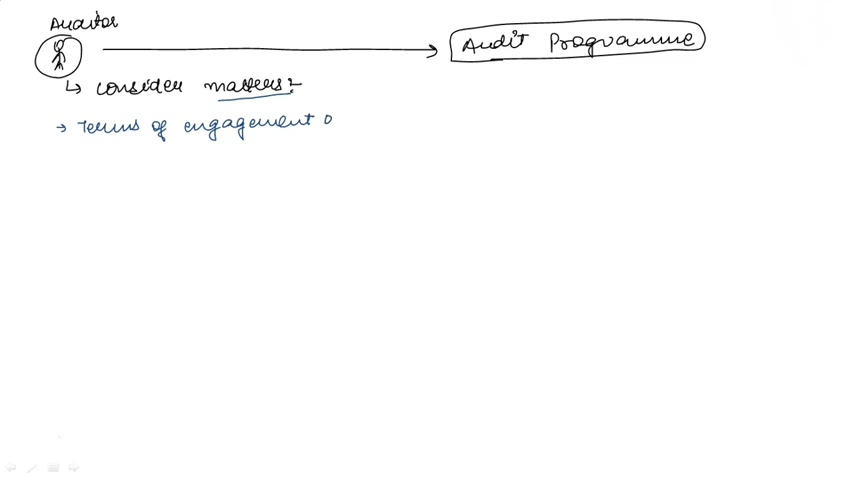 Auditor
Audit Programme
↳ consider matters:-
→ Terms of engagement o